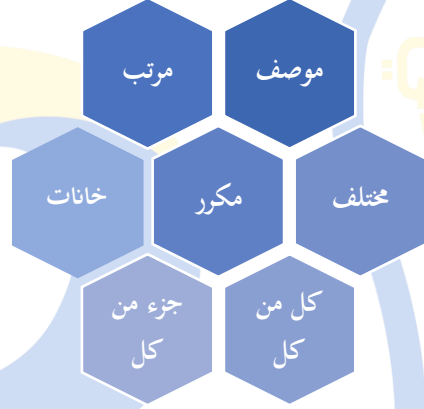 موصف
مرتب
مختلف
مكرر
خانات
كل من
كل
جزء من
كل